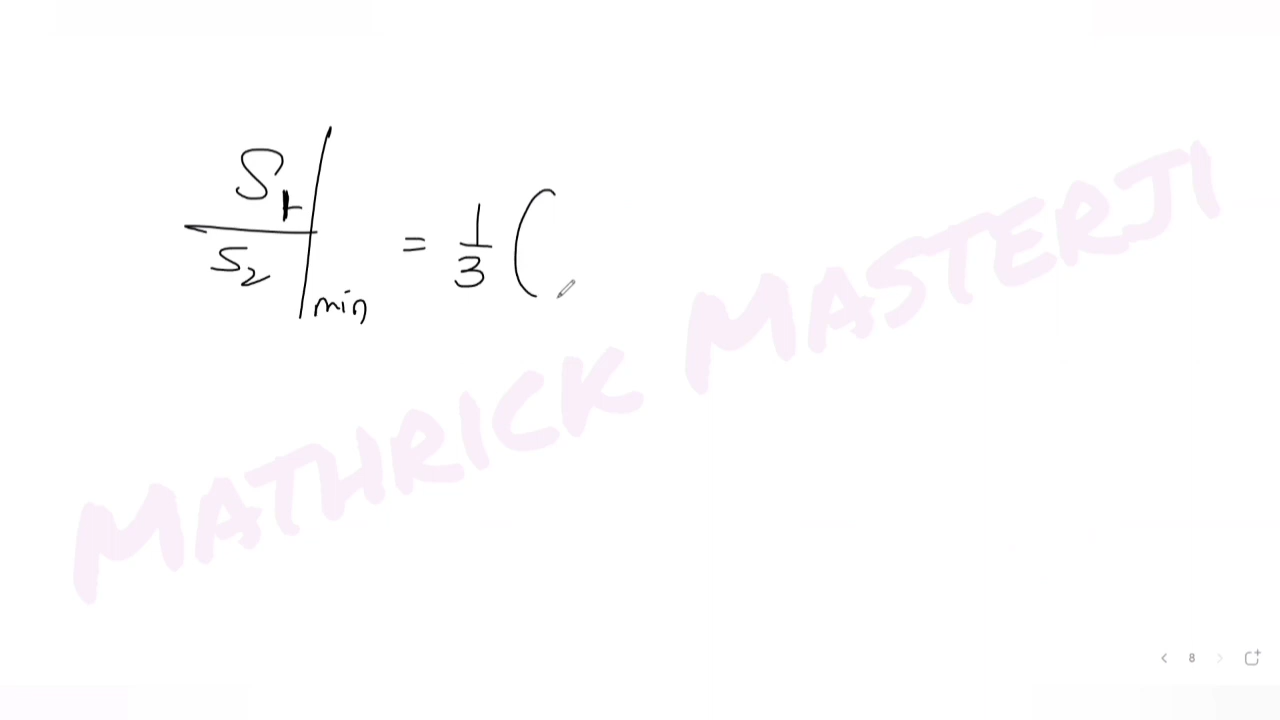 S₁/S₂ |min = 1/3 (
MATHRICK MASTERJI
8